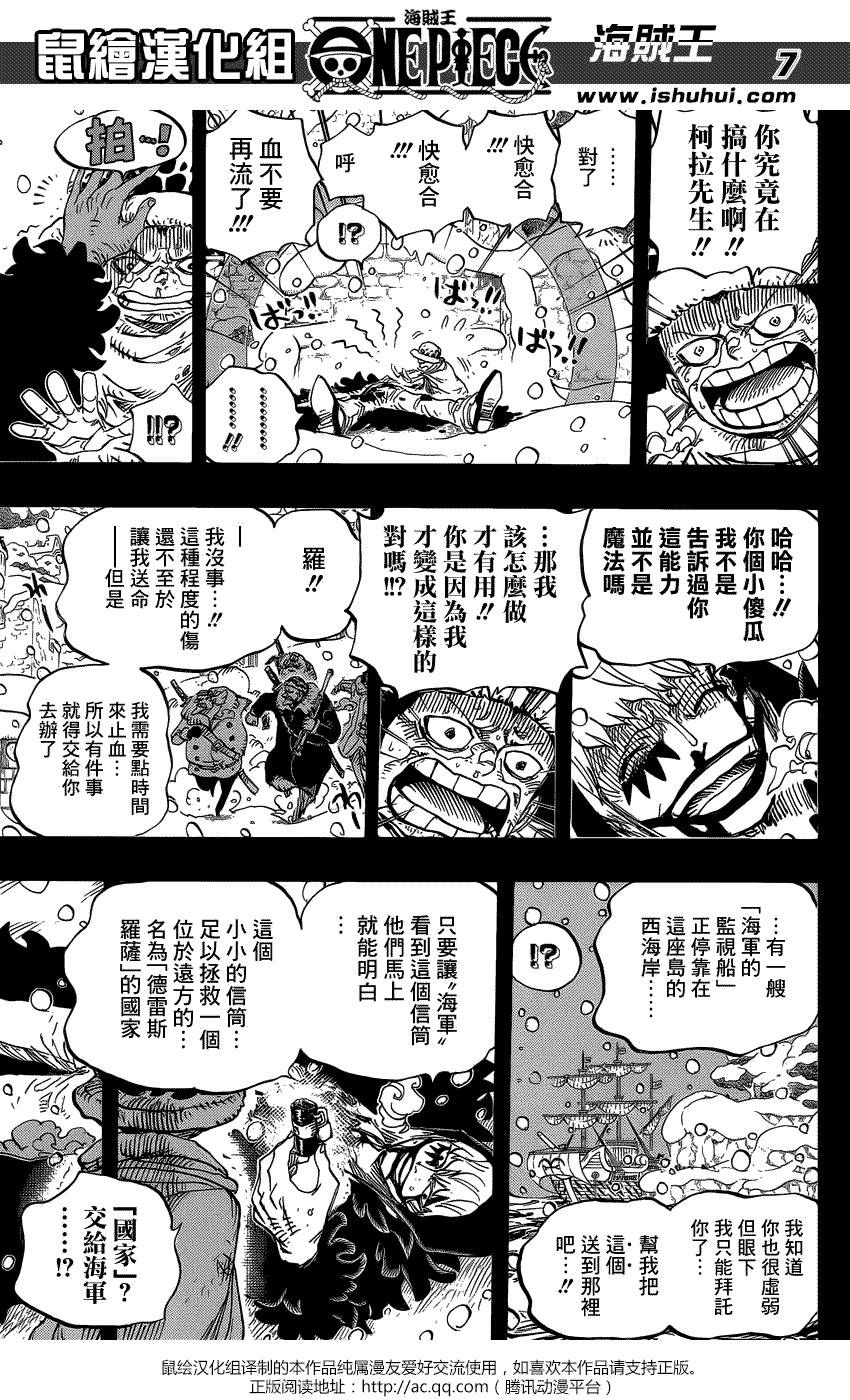 鼠繪漢化組
海賊王
ONE PIECE
海賊王
7
www.ishuhui.com
你究竟在
搞什麼啊!!
柯拉先生!!
……
對了
快愈合
!!!
快愈合
!!!
呼
血不要
再流了!!!
!?
ばっ!!
ばっ!!
ばっ!!
………
………!!
拍…!
!!?
哈哈…!!
你個小傻瓜
我不是
告訴過你
這能力
並不是
魔法嗎
…那我
該怎麼做
才有用!!
你是因為我
才變成這樣的
對嗎!!?
羅!!
—
我沒事…!!
這種程度的傷
還不至於
讓我送命
——但是
我需要點時間
來止血…
所以有件事
就得交給你
去辦了
…有一艘
「海軍的
監視船」
正停靠在
這座島的
西海岸……
!?
我知道
你也很虛弱
但眼下
我只能拜託
你了…
幫我把
這個
送到那裡
吧…!!
只要讓〝海軍〞
看到這個信筒
他們馬上
就能明白
…
這個
小小的信筒…
足以拯救一個
位於遠方的…
名為「德雷斯
羅薩」的國家
「國家」?
交給海軍
……!?
鼠绘汉化组译制的本作品纯属漫友爱好交流使用，如喜欢本作品请支持正版。
正版阅读地址：http://ac.qq.com（腾讯动漫平台）